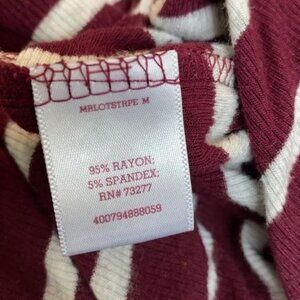 MRLOTSTRPE M
95% RAYON;
5% SPANDEX;
RN# 73277
400794888059